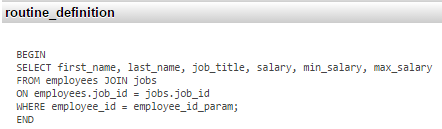 routine_definition
BEGIN
SELECT first_name, last_name, job_title, salary, min_salary, max_salary
FROM employees JOIN jobs
ON employees.job_id = jobs.job_id
WHERE employee_id = employee_id_param;
END